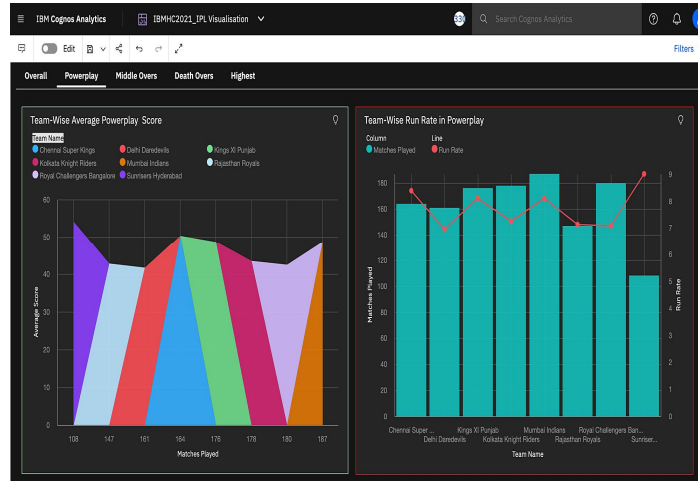 IBM Cognos Analytics
IBMHC2021_IPL Visualisation
Search Cognos Analytics
Edit
Filters
Overall
Powerplay
Middle Overs
Death Overs
Highest
Team-Wise Average Powerplay Score
Team Name
Chennai Super Kings
Delhi Daredevils
Kings XI Punjab
Kolkata Knight Riders
Mumbai Indians
Rajasthan Royals
Royal Challengers Bangalore
Sunrisers Hyderabad
60
50
40
30
20
10
0
Average Score
108
147
161
164
176
178
180
187
Matches Played
Team-Wise Run Rate in Powerplay
Column
Line
Matches Played
Run Rate
180
160
140
120
100
80
60
40
20
0
Matches Played
9
8
7
6
5
4
3
2
1
0
Run Rate
Chennai Super ...
Kings XI Punjab
Mumbai Indians
Royal Challengers Ban...
Delhi Daredevils
Kolkata Knight Riders
Rajasthan Royals
Sunriser...
Team Name